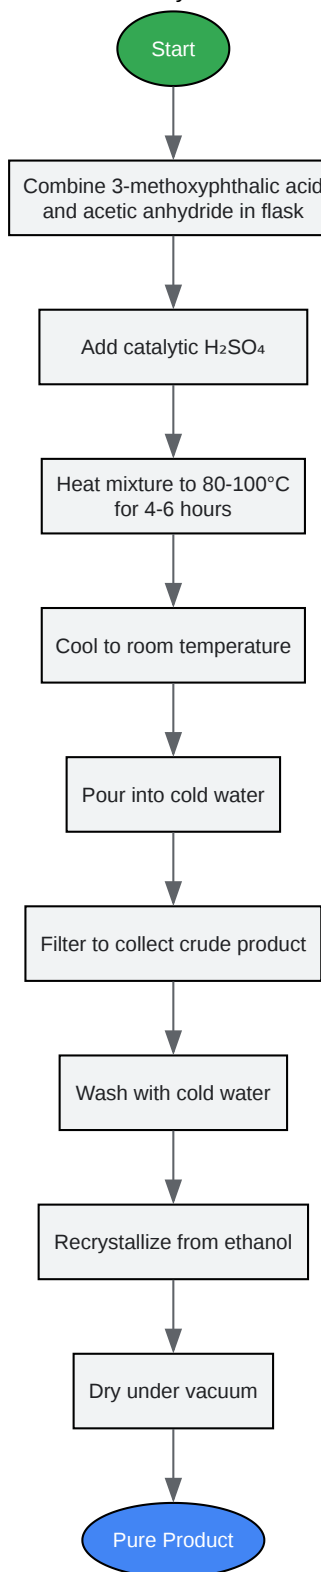 Start
Combine 3-methoxyphthalic acid
and acetic anhydride in flask
Add catalytic H₂SO₄
Heat mixture to 80-100°C
for 4-6 hours
Cool to room temperature
Pour into cold water
Filter to collect crude product
Wash with cold water
Recrystallize from ethanol
Dry under vacuum
Pure Product